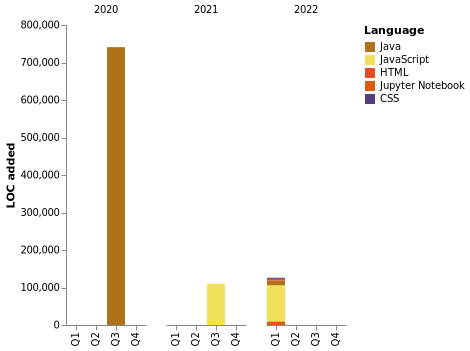 2020 2021 2022
Language
Java
JavaScript
HTML
Jupyter Notebook
CSS
LOC added
800,000
700,000
600,000
500,000
400,000
300,000
200,000
100,000
0
Q1 Q2 Q3 Q4 Q1 Q2 Q3 Q4 Q1 Q2 Q3 Q4